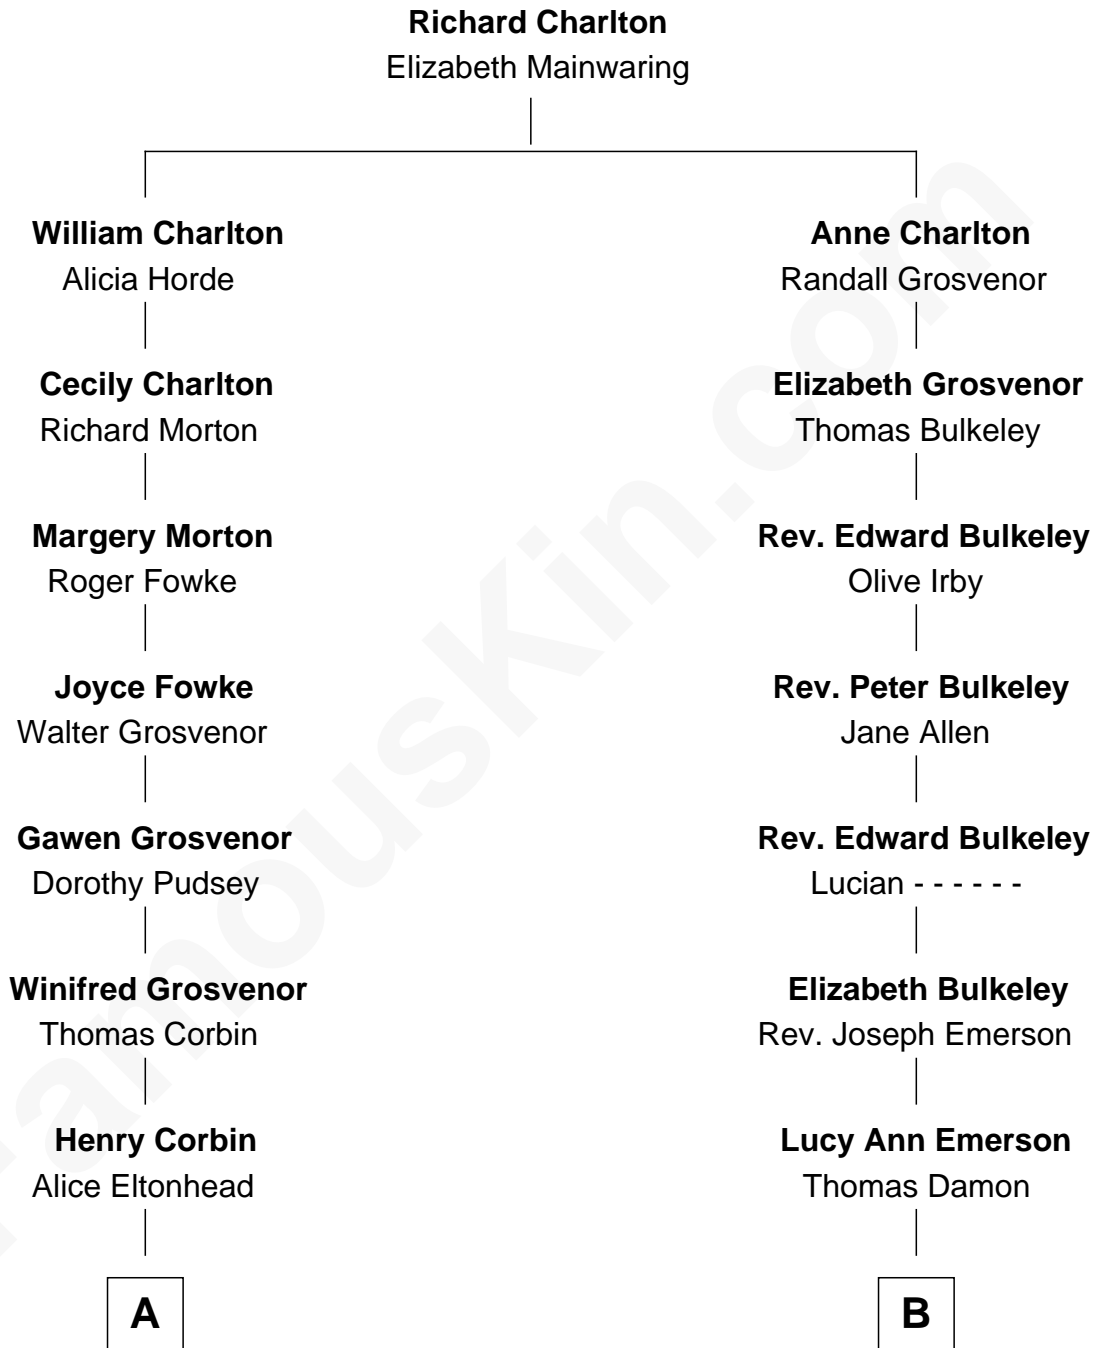 Richard Charlton
Elizabeth Mainwaring
William Charlton
Alicia Horde
Cecily Charlton
Richard Morton
Margery Morton
Roger Fowke
Joyce Fowke
Walter Grosvenor
Gawen Grosvenor
Dorothy Pudsey
Winifred Grosvenor
Thomas Corbin
Henry Corbin
Alice Eltonhead
A
Anne Charlton
Randall Grosvenor
Elizabeth Grosvenor
Thomas Bulkeley
Rev. Edward Bulkeley
Olive Irby
Rev. Peter Bulkeley
Jane Allen
Rev. Edward Bulkeley
Lucian - - - - - -
Elizabeth Bulkeley
Rev. Joseph Emerson
Lucy Ann Emerson
Thomas Damon
B
FamousKin.com